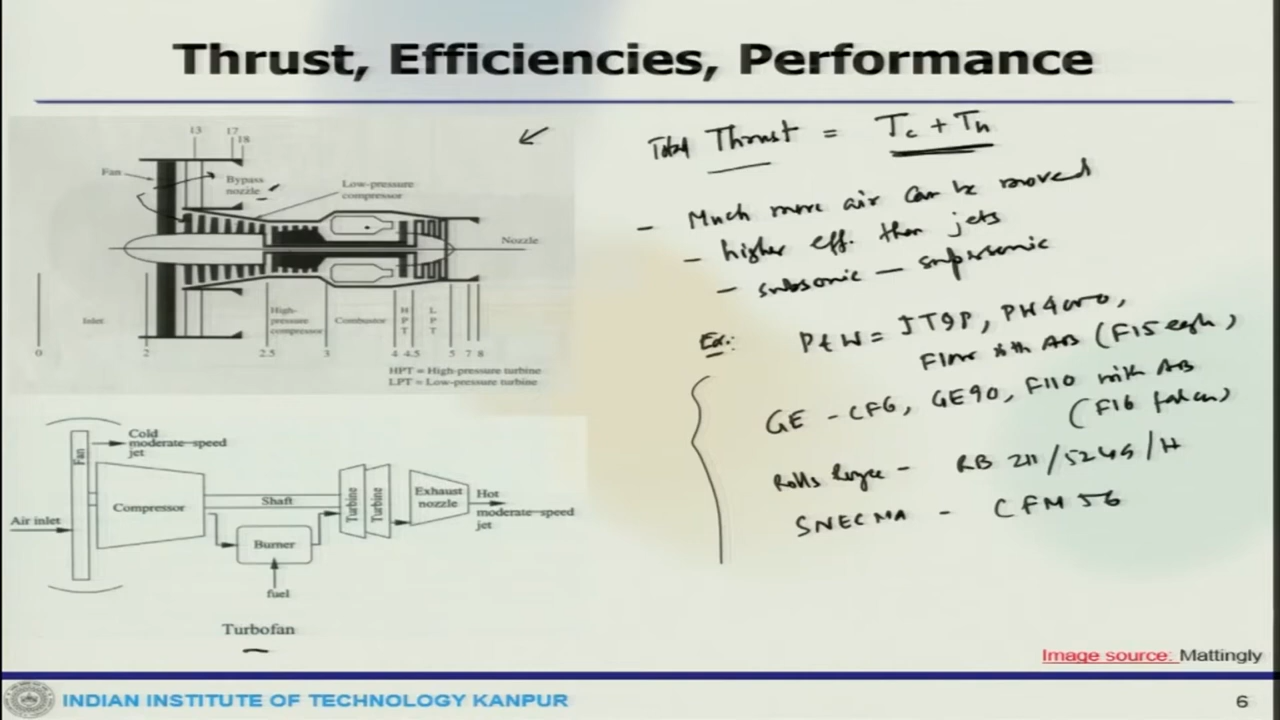 Thrust, Efficiencies, Performance
13
17
18
Fan
Bypass
nozzle
Low-pressure
compressor
Nozzle
Inlet
High-
pressure
compressor
Combustor
H
P
T
L
P
T
0
2
2.5
3
4
4.5
5
7
8
HPT = High-pressure turbine
LPT = Low-pressure turbine
Fan
Cold
moderate-speed
jet
Compressor
Shaft
Turbine
Turbine
Exhaust
nozzle
Hot
moderate-speed
jet
Air inlet
Burner
fuel
Turbofan
Total Thrust = Tc + Th
- Much more air can be moved
- higher eff. than jets
- subsonic - supersonic
Ex:
P&W = JT9D, PW4000,
with AB (F15 )
GE - CF6, GE90, F110 with AB
(F16 falcon)
Rolls Royce - RB 211/524G/H
SNECMA - CFM 56
Image source: Mattingly
INDIAN INSTITUTE OF TECHNOLOGY KANPUR
6